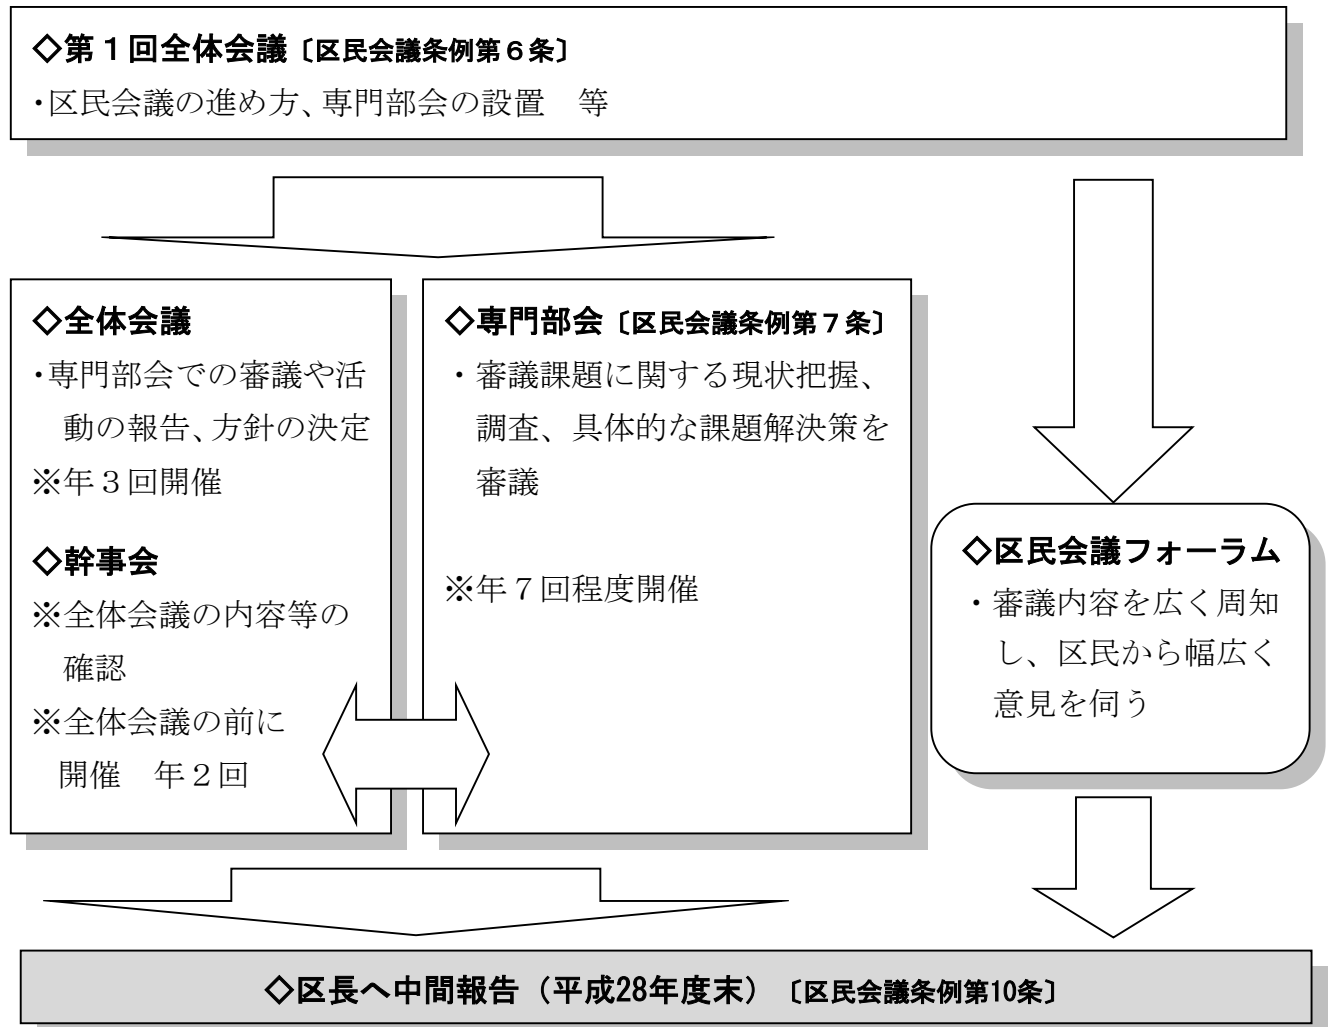 ◇第１回全体会議〔区民会議条例第６条〕
・区民会議の進め方、専門部会の設置　等
◇全体会議
・専門部会での審議や活
動の報告、方針の決定
※年３回開催
◇幹事会
※全体会議の内容等の
確認
※全体会議の前に
開催　年２回
◇専門部会〔区民会議条例第７条〕
・審議課題に関する現状把握、
調査、具体的な課題解決策を
審議
※年７回程度開催
◇区民会議フォーラム
・審議内容を広く周知
し、区民から幅広く
意見を伺う
◇区長へ中間報告（平成28年度末）〔区民会議条例第10条〕